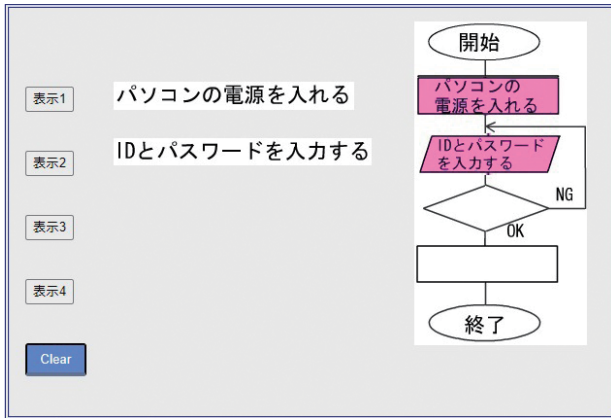 表示1
パソコンの電源を入れる
表示2
IDとパスワードを入力する
表示3
表示4
Clear
開始
パソコンの
電源を入れる
IDとパスワード
を入力する
NG
OK
終了